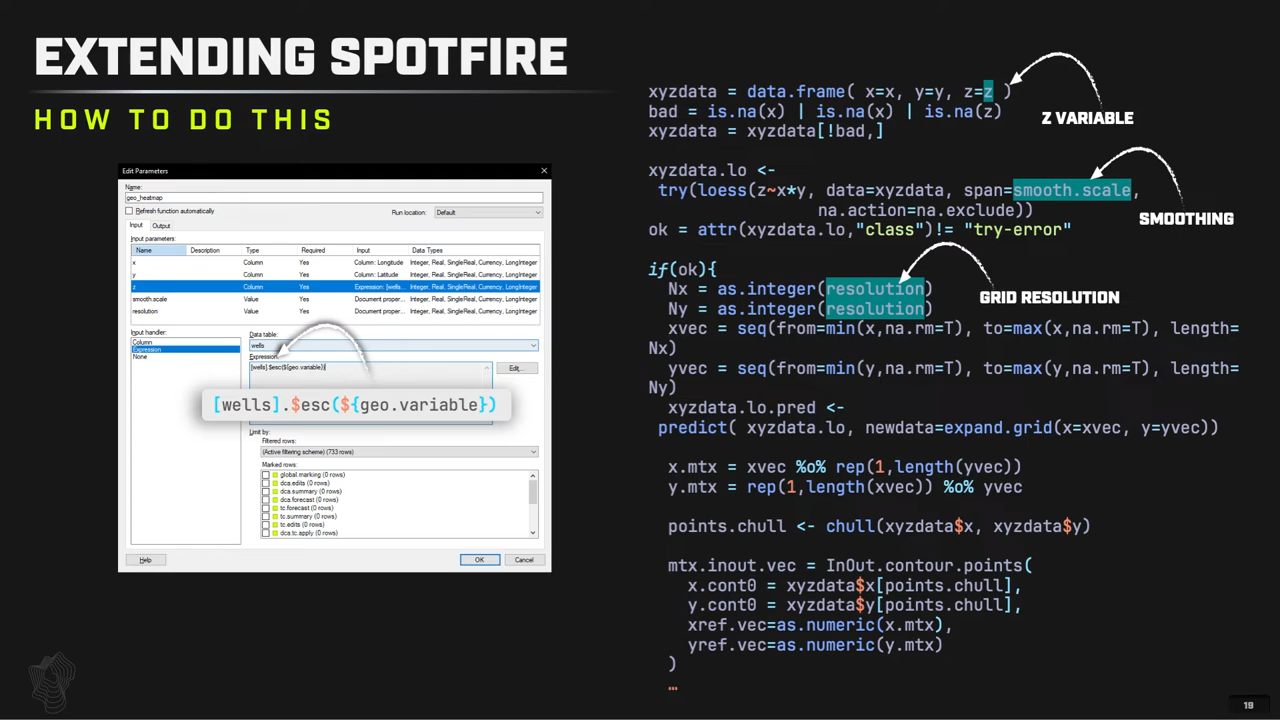 EXTENDING SPOTFIRE
HOW TO DO THIS
Edit Parameters
Name:
geo_heatmap
Refresh function automatically
Run location:
Default
Input
Output
Input parameters:
Name Description Type Required Input Data Types
x Column Yes Column: Longitude Integer, Real, SingleReal, Currency, LongInteger
y Column Yes Column: Latitude Integer, Real, SingleReal, Currency, LongInteger
z Column Yes Expression: [wells... Integer, Real, SingleReal, Currency, LongInteger
smooth scale Value Yes Document proper... Integer, Real, SingleReal, Currency, LongInteger
resolution Value Yes Document proper... Integer, Real, SingleReal, Currency, LongInteger
Input handler:
Column
Expression
None
Data table:
wells
Expression:
[wells].$esc(${geo.variable})
Edit...
[wells].$esc(${geo.variable})
Limit by:
Filtered rows:
(Active filtering scheme) (733 rows)
Marked rows:
global.marking (0 rows)
dca.edits (0 rows)
dca.summary (0 rows)
dca.forecast (0 rows)
tc.forecast (0 rows)
tc.summary (0 rows)
tc.edits (0 rows)
dca.tc.apply (0 rows)
Help
OK
Cancel
xyzdata = data.frame( x=x, y=y, z=z )
bad = is.na(x) | is.na(x) | is.na(z)
xyzdata = xyzdata[!bad,]
Z VARIABLE
xyzdata.lo <-
try(loess(z~x*y, data=xyzdata, span=smooth.scale,
na.action=na.exclude))
ok = attr(xyzdata.lo,"class")!= "try-error"
SMOOTHING
if(ok){
Nx = as.integer(resolution)
Ny = as.integer(resolution)
GRID RESOLUTION
xvec = seq(from=min(x,na.rm=T), to=max(x,na.rm=T), length=
Nx)
yvec = seq(from=min(y,na.rm=T), to=max(y,na.rm=T), length=
Ny)
xyzdata.lo.pred <-
predict( xyzdata.lo, newdata=expand.grid(x=xvec, y=yvec))
x.mtx = xvec %o% rep(1,length(yvec))
y.mtx = rep(1,length(xvec)) %o% yvec
points.chull <- chull(xyzdata$x, xyzdata$y)
mtx.inout.vec = InOut.contour.points(
x.cont0 = xyzdata$x[points.chull],
y.cont0 = xyzdata$y[points.chull],
xref.vec=as.numeric(x.mtx),
yref.vec=as.numeric(y.mtx)
)
…
19